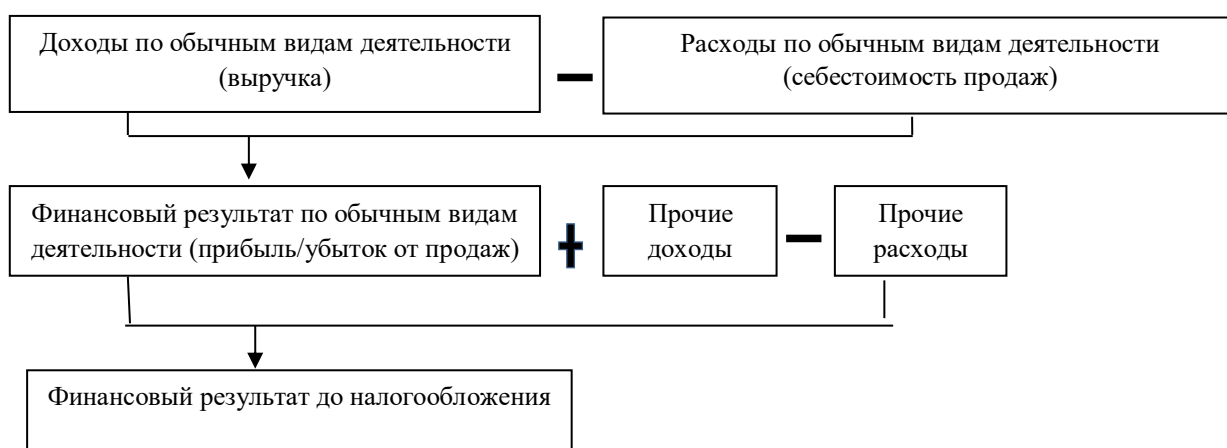 Доходы по обычным видам деятельности
(выручка)
Расходы по обычным видам деятельности
(себестоимость продаж)
Финансовый результат по обычным видам
деятельности (прибыль/убыток от продаж)
Прочие
доходы
Прочие
расходы
Финансовый результат до налогообложения